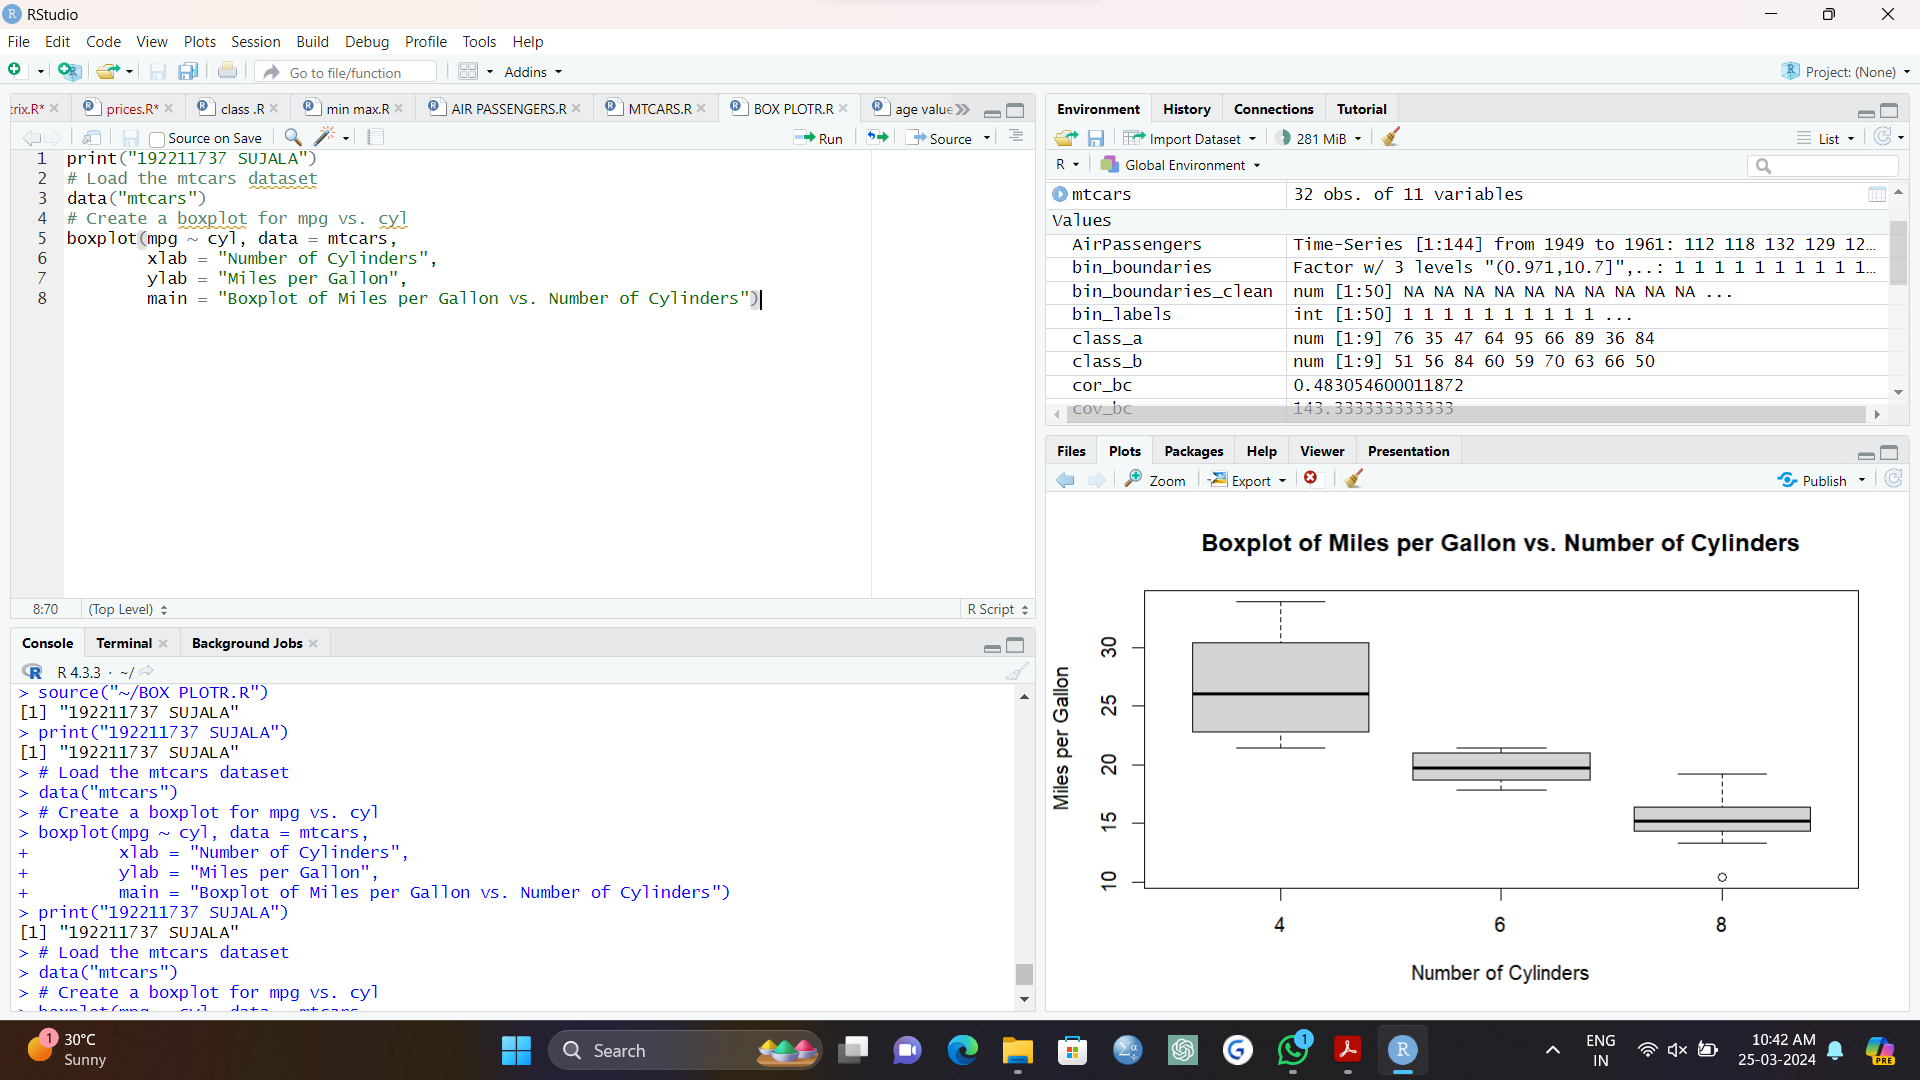 RStudio
File Edit Code View Plots Session Build Debug Profile Tools Help
Go to file/function Addins Project: (None)
trix.R* prices.R* class .R min max.R AIR PASSENGERS.R MTCARS.R BOX PLOTR.R age value
Source on Save Run Source
1 print("192211737 SUJALA")
2 # Load the mtcars dataset
3 data("mtcars")
4 # Create a boxplot for mpg vs. cyl
5 boxplot(mpg ~ cyl, data = mtcars,
6 xlab = "Number of Cylinders",
7 ylab = "Miles per Gallon",
8 main = "Boxplot of Miles per Gallon vs. Number of Cylinders")
8:70 (Top Level) R Script
Console Terminal Background Jobs
R 4.3.3 · ~/
> source("~/BOX PLOTR.R")
[1] "192211737 SUJALA"
> print("192211737 SUJALA")
[1] "192211737 SUJALA"
> # Load the mtcars dataset
> data("mtcars")
> # Create a boxplot for mpg vs. cyl
> boxplot(mpg ~ cyl, data = mtcars,
+ xlab = "Number of Cylinders",
+ ylab = "Miles per Gallon",
+ main = "Boxplot of Miles per Gallon vs. Number of Cylinders")
> print("192211737 SUJALA")
[1] "192211737 SUJALA"
> # Load the mtcars dataset
> data("mtcars")
> # Create a boxplot for mpg vs. cyl
> boxplot(mpg ~ cyl, data = mtcars,
Environment History Connections Tutorial
Import Dataset 281 MiB List
R Global Environment
mtcars 32 obs. of 11 variables
Values
AirPassengers Time-Series [1:144] from 1949 to 1961: 112 118 132 129 12…
bin_boundaries Factor w/ 3 levels "(0.971,10.7]",..: 1 1 1 1 1 1 1 1 1 1…
bin_boundaries_clean num [1:50] NA NA NA NA NA NA NA NA NA NA ...
bin_labels int [1:50] 1 1 1 1 1 1 1 1 1 1 ...
class_a num [1:9] 76 35 47 64 95 66 89 36 84
class_b num [1:9] 51 56 84 60 59 70 63 66 50
cor_bc 0.483054600011872
cov_bc 143.333333333333
Files Plots Packages Help Viewer Presentation
Zoom Export Publish
Boxplot of Miles per Gallon vs. Number of Cylinders
Miles per Gallon
30
25
20
15
10
4 6 8
Number of Cylinders
1 30°C
Sunny
Search
1
ENG
IN
10:42 AM
25-03-2024
PRE